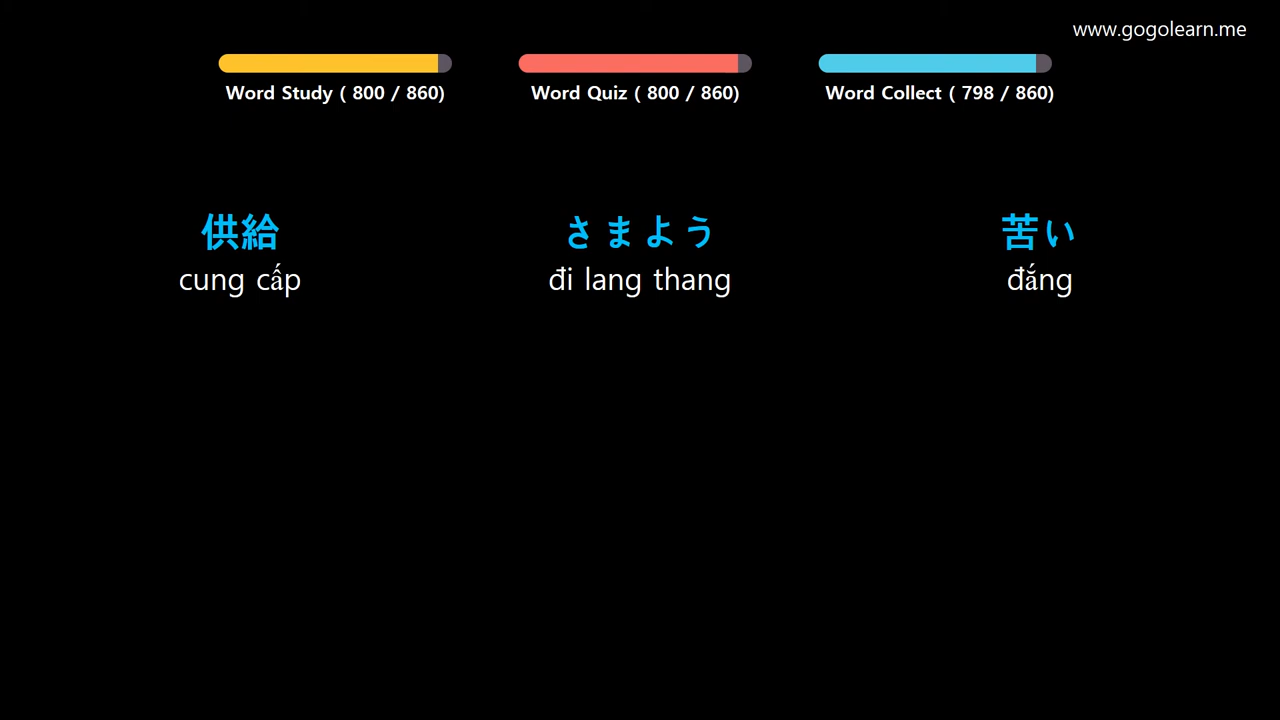 www.gogolearn.me
Word Study ( 800 / 860)
Word Quiz ( 800 / 860)
Word Collect ( 798 / 860)
供給
cung cấp
さまよう
đi lang thang
苦い
đắng